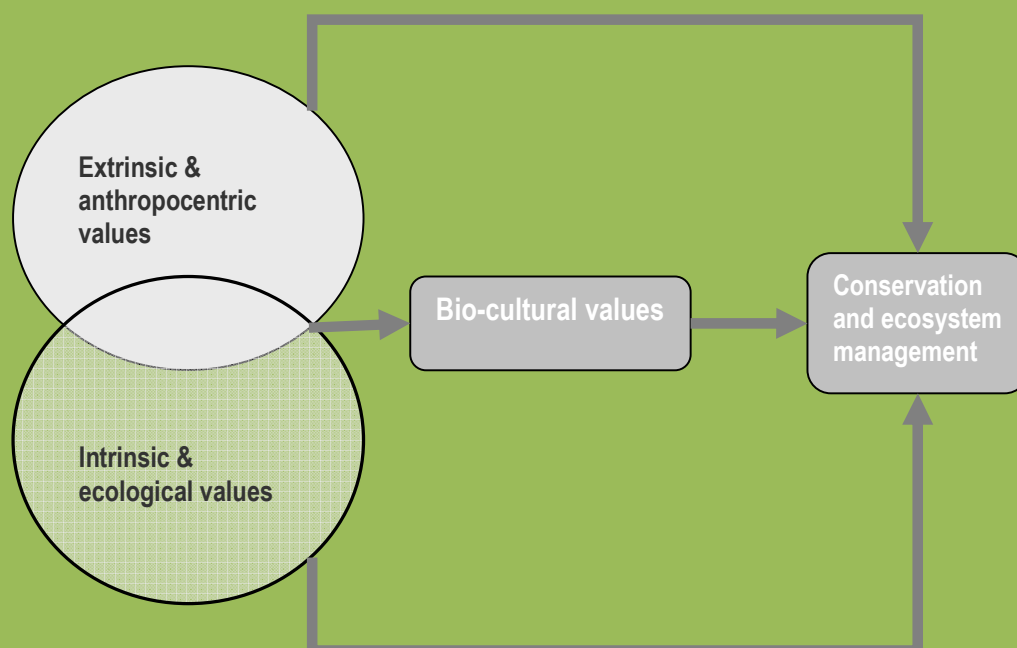 Extrinsic &
anthropocentric
values
Bio-cultural values
Conservation
and ecosystem
management
Intrinsic &
ecological values